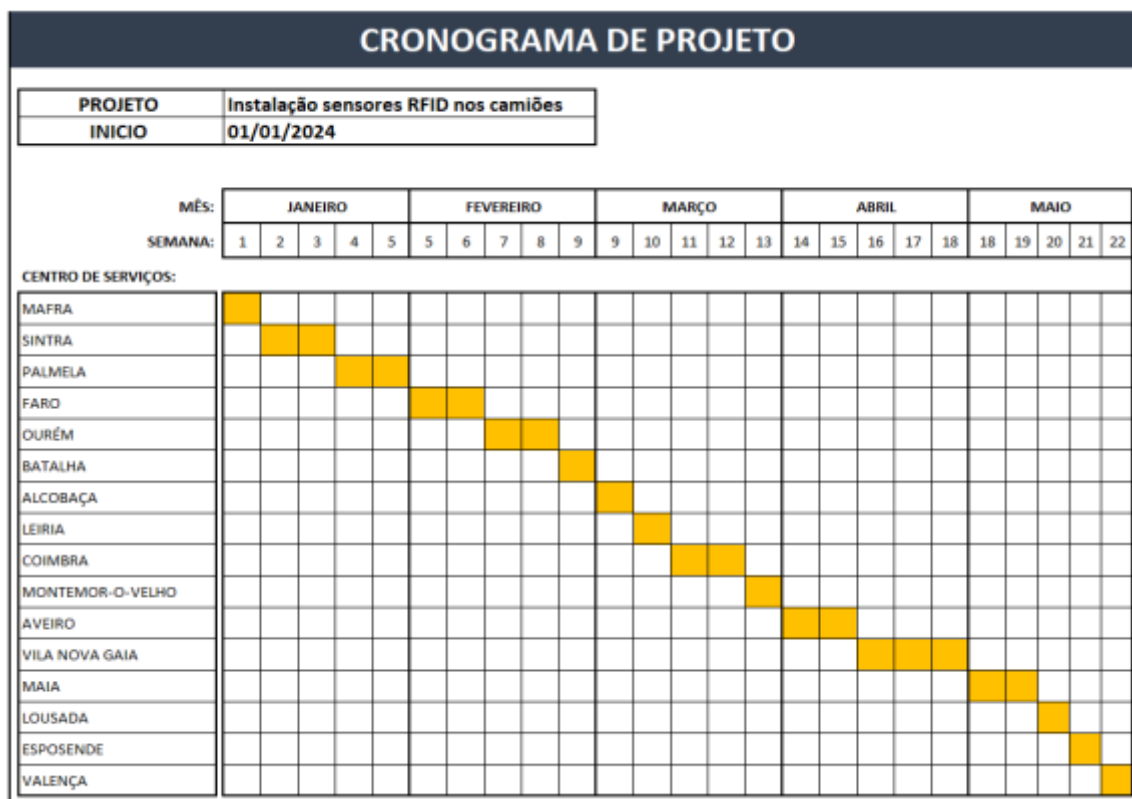 CRONOGRAMA DE PROJETO
PROJETO Instalação sensores RFID nos camiões
INICIO 01/01/2024
MÊS: JANEIRO FEVEREIRO MARÇO ABRIL MAIO
SEMANA: 1 2 3 4 5 5 6 7 8 9 9 10 11 12 13 14 15 16 17 18 18 19 20 21 22
CENTRO DE SERVIÇOS:
MAFRA
SINTRA
PALMELA
FARO
OURÉM
BATALHA
ALCOBAÇA
LEIRIA
COIMBRA
MONTEMOR-O-VELHO
AVEIRO
VILA NOVA GAIA
MAIA
LOUSADA
ESPOSENDE
VALENÇA